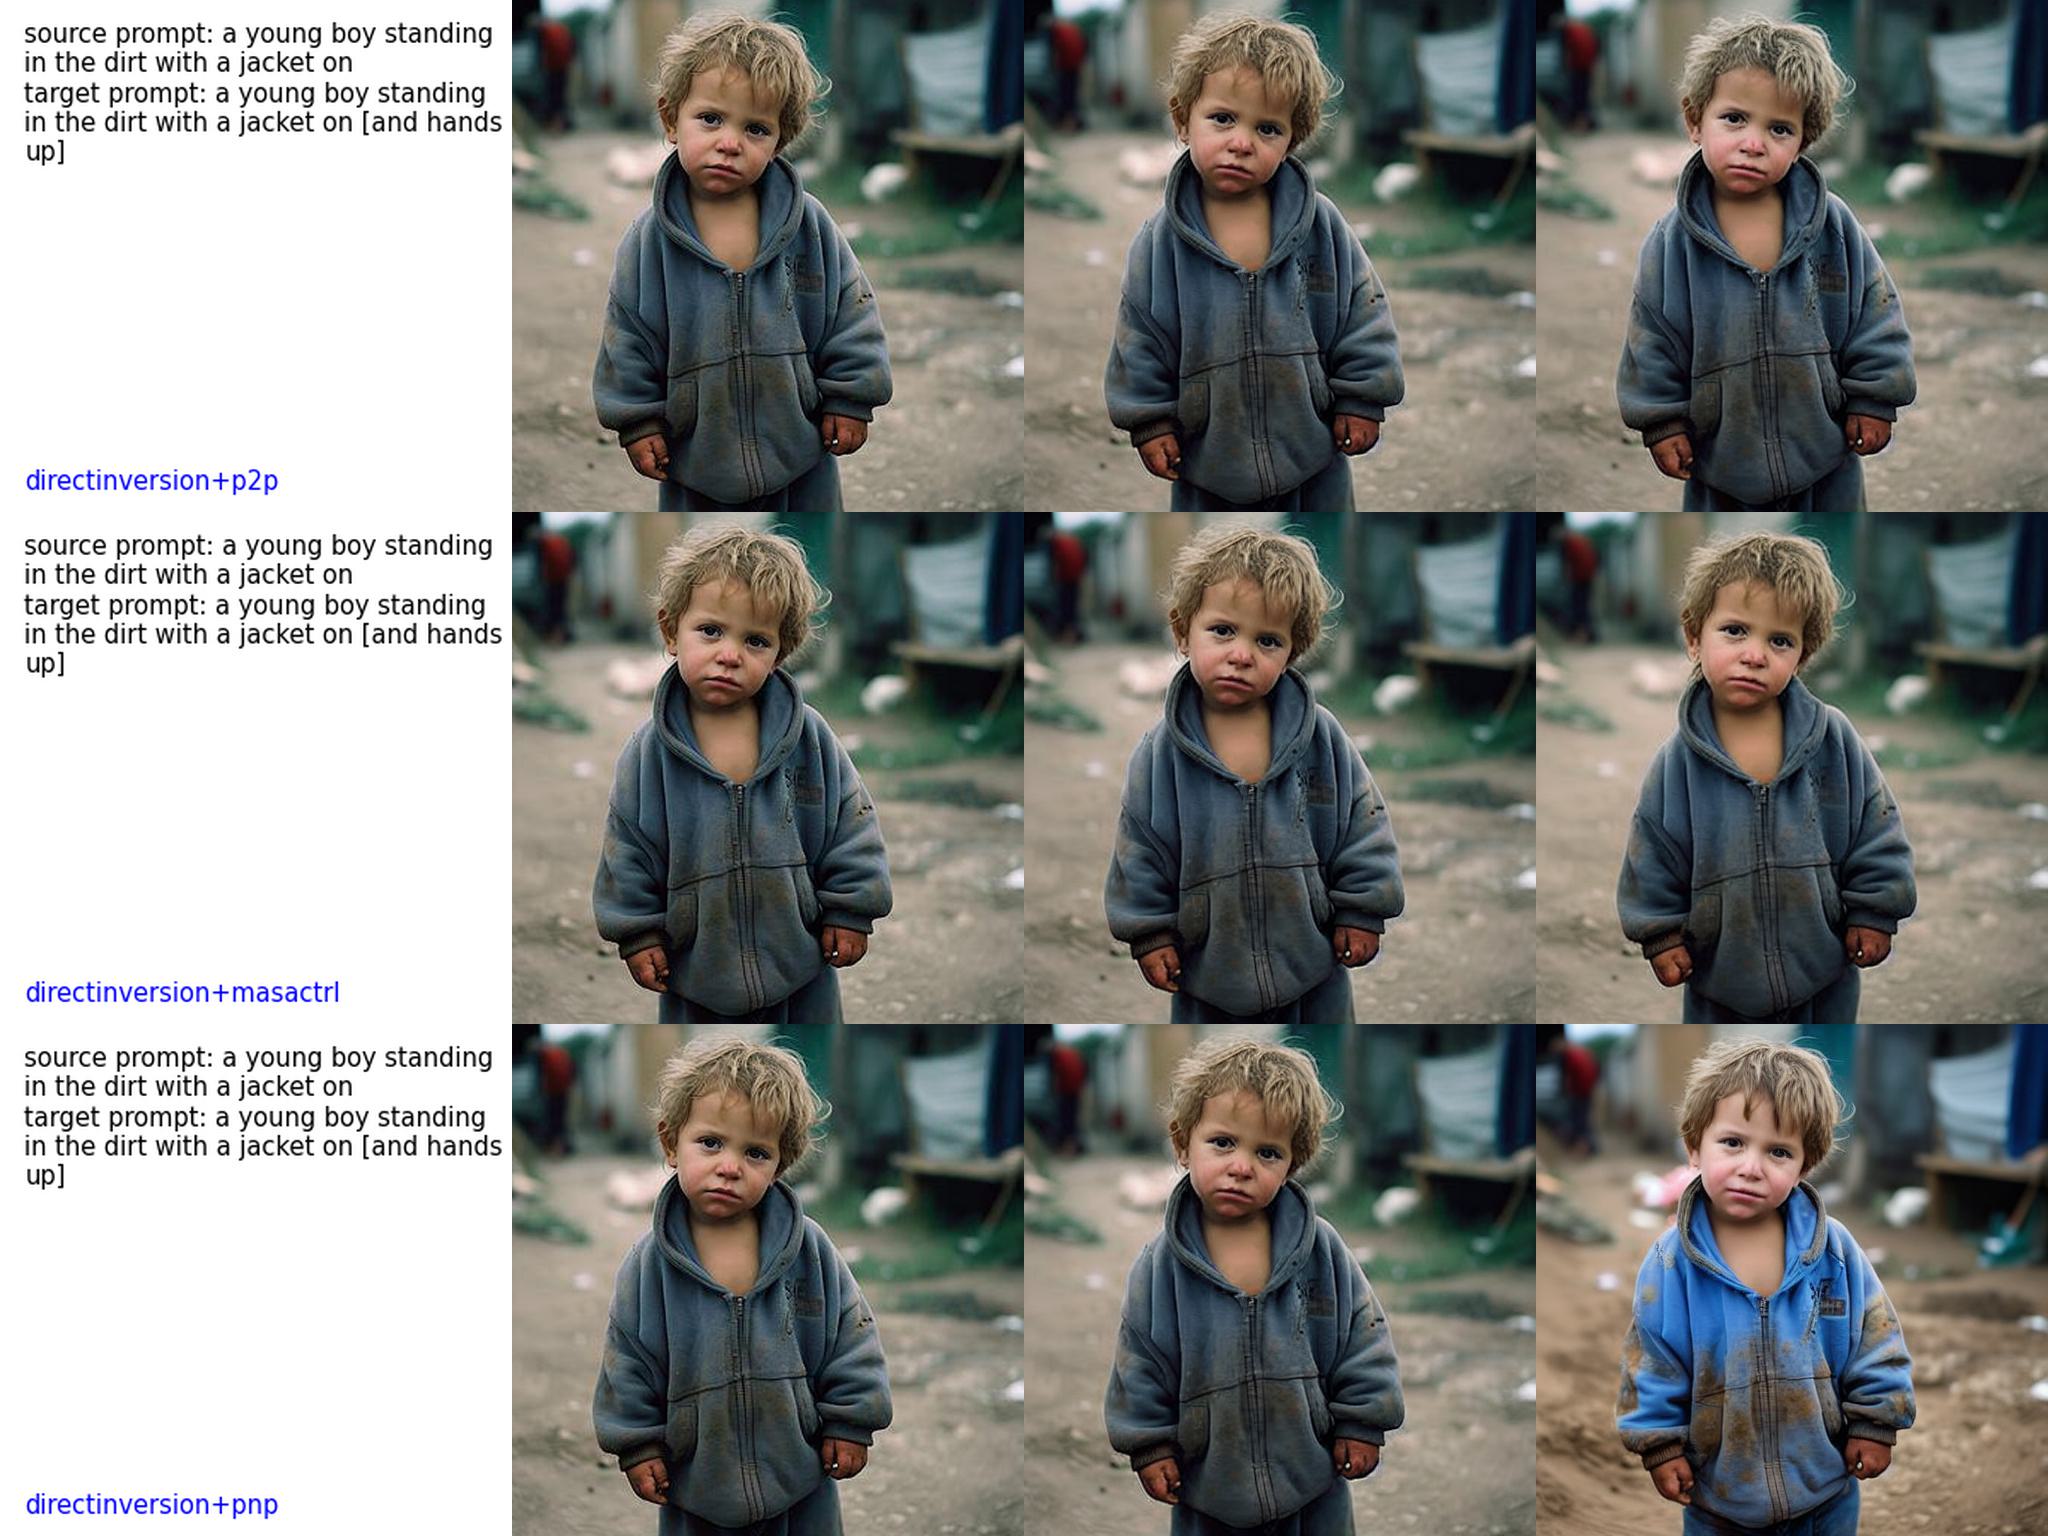 source prompt: a young boy standing
in the dirt with a jacket on
target prompt: a young boy standing
in the dirt with a jacket on [and hands
up]
directinversion+p2p
source prompt: a young boy standing
in the dirt with a jacket on
target prompt: a young boy standing
in the dirt with a jacket on [and hands
up]
directinversion+masactrl
source prompt: a young boy standing
in the dirt with a jacket on
target prompt: a young boy standing
in the dirt with a jacket on [and hands
up]
directinversion+pnp